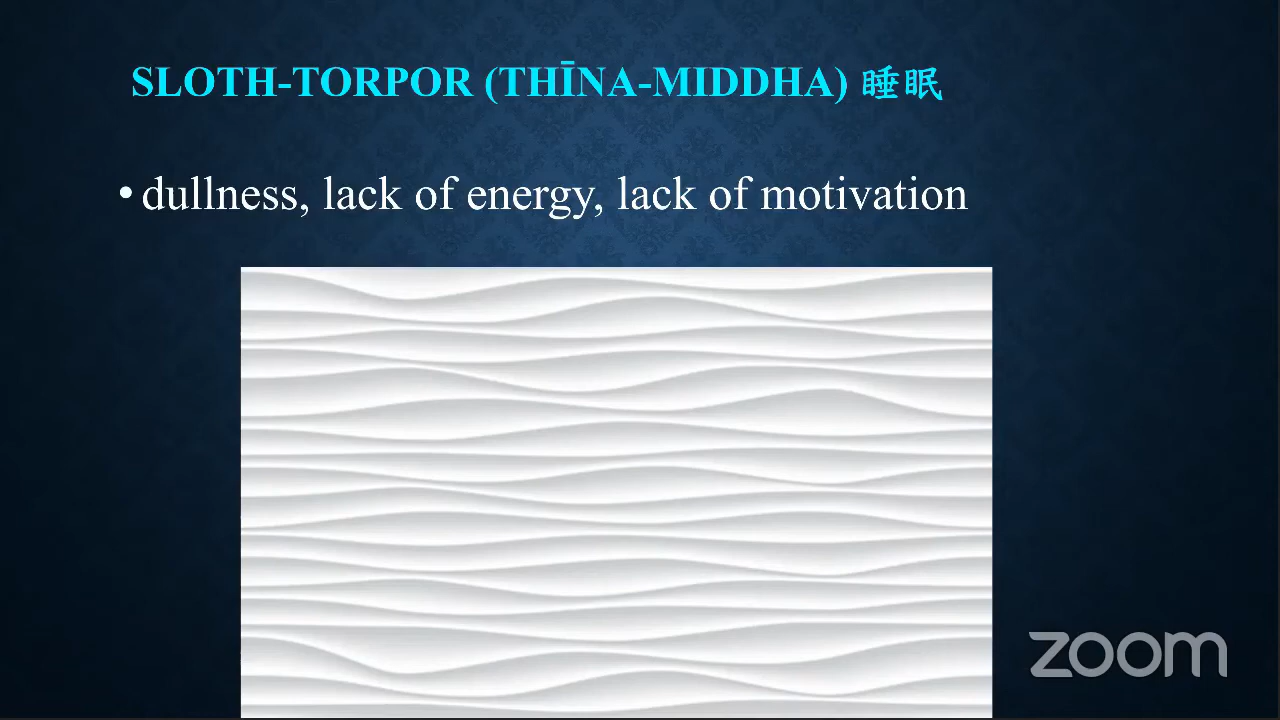 SLOTH-TORPOR (THĪNA-MIDDHA) 睡眠
• dullness, lack of energy, lack of motivation
zoom